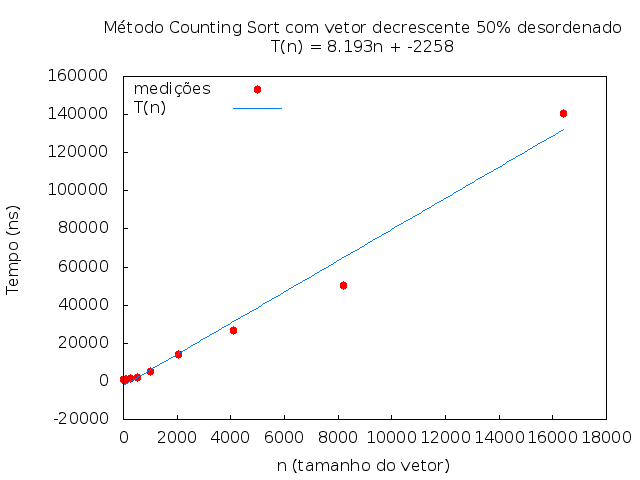 Método Counting Sort com vetor decrescente 50% desordenado
T(n) = 8.193n + -2258
160000
140000
120000
100000
80000
60000
40000
20000
0
-20000
medições
T(n)
Tempo (ns)
0 2000 4000 6000 8000 10000 12000 14000 16000 18000
n (tamanho do vetor)